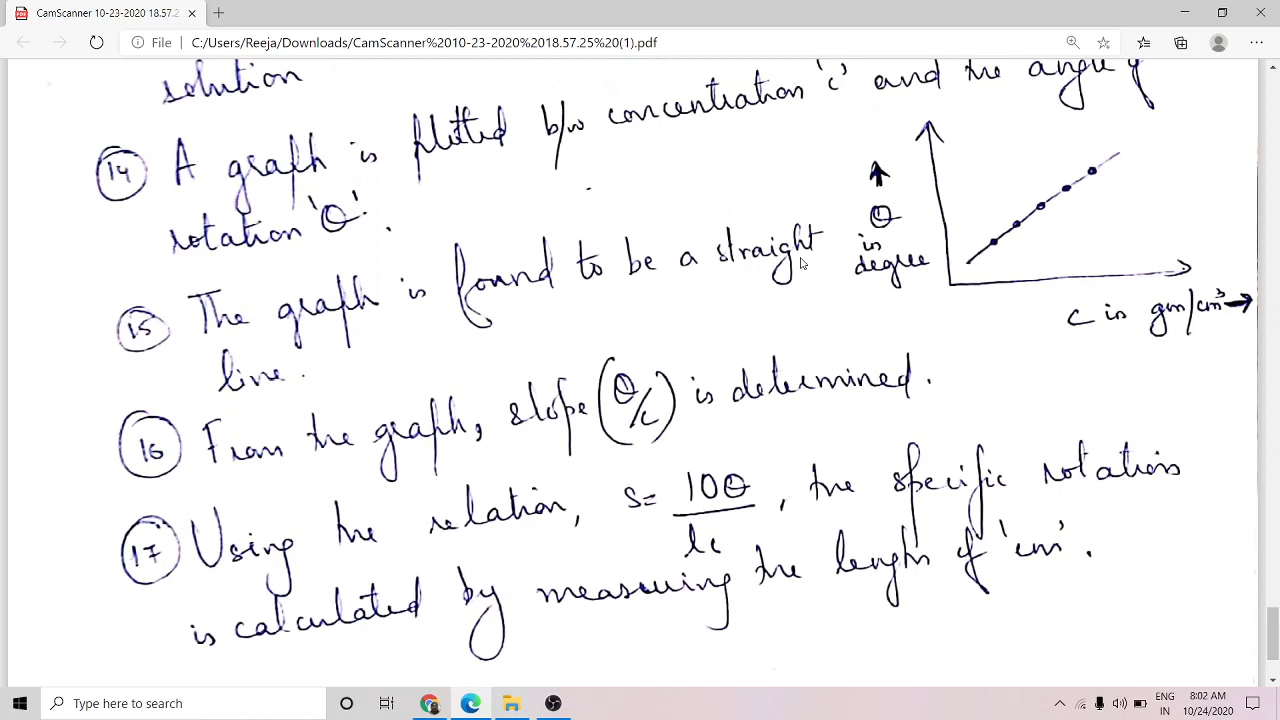 CamScanner 10-23-2020 18.57.2
File
C:/Users/Reeja/Downloads/CamScanner%2010-23-2020%2018.57.25%20(1).pdf
solution
14 A graph is plotted b/w concentration 'c' and the angle of
rotation 'θ'.
15 The graph is found to be a straight
line.
θ
in
degree
c in gm/cm³
16 From the graph, slope (θ/c) is determined.
17 Using the relation, s = 10θ/lc, the specific rotation
is calculated by measuring the length of 'cm'.
Type here to search
ENG
IN
8:02 AM
10/24/2020